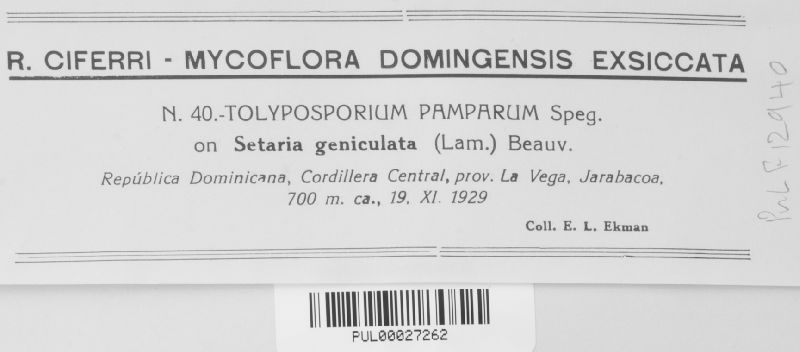 R. CIFERRI - MYCOFLORA DOMINGENSIS EXSICCATA
N. 40.-TOLYPOSPORIUM PAMPARUM Speg.
on Setaria geniculata (Lam.) Beauv.
República Dominicana, Cordillera Central, prov. La Vega, Jarabacoa,
700 m. ca., 19, XI. 1929
Coll. E. L. Ekman
PUL F12940
PUL00027262